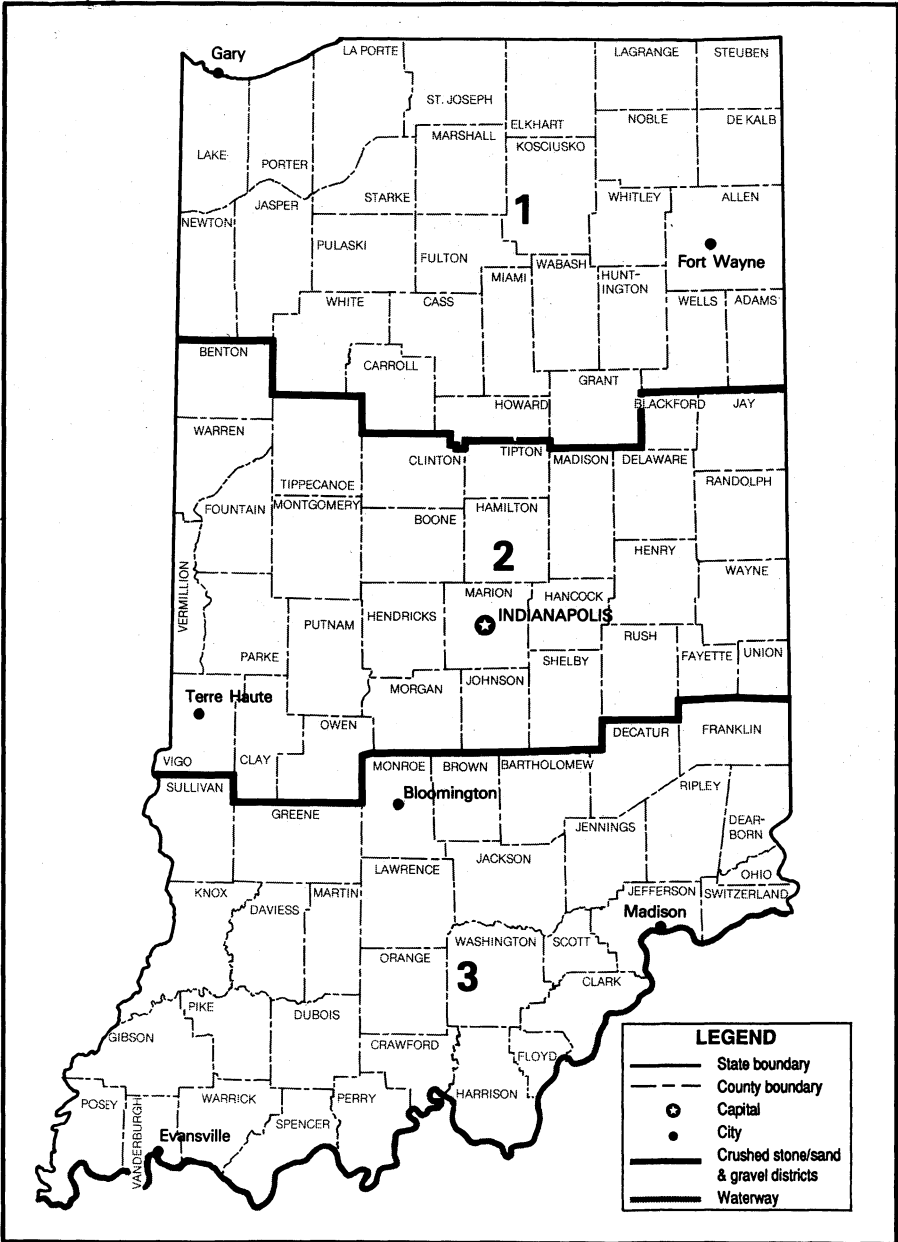 Gary
LA PORTE
LAGRANGE
STEUBEN
ST. JOSEPH
ELKHART
NOBLE
DE KALB
MARSHALL
KOSCIUSKO
LAKE
PORTER
STARKE
WHITLEY
ALLEN
JASPER
1
NEWTON
PULASKI
FULTON
Fort Wayne
MIAMI
WABASH
HUNT-
INGTON
WHITE
CASS
WELLS
ADAMS
BENTON
CARROLL
GRANT
HOWARD
BLACKFORD
JAY
WARREN
CLINTON
TIPTON
MADISON
DELAWARE
TIPPECANOE
RANDOLPH
FOUNTAIN
MONTGOMERY
BOONE
HAMILTON
2
HENRY
WAYNE
VERMILLION
MARION
HANCOCK
HENDRICKS
INDIANAPOLIS
PUTNAM
RUSH
PARKE
SHELBY
FAYETTE
UNION
MORGAN
JOHNSON
Terre Haute
OWEN
DECATUR
FRANKLIN
VIGO
CLAY
MONROE
BROWN
BARTHOLOMEW
SULLIVAN
Bloomington
RIPLEY
GREENE
JENNINGS
DEAR-
BORN
JACKSON
LAWRENCE
OHIO
KNOX
MARTIN
JEFFERSON
SWITZERLAND
DAVIESS
Madison
WASHINGTON
SCOTT
ORANGE
3
CLARK
PIKE
DUBOIS
GIBSON
CRAWFORD
FLOYD
HARRISON
POSEY
VANDERBURGH
WARRICK
PERRY
SPENCER
Evansville
LEGEND
State boundary
County boundary
Capital
City
Crushed stone/sand
& gravel districts
Waterway